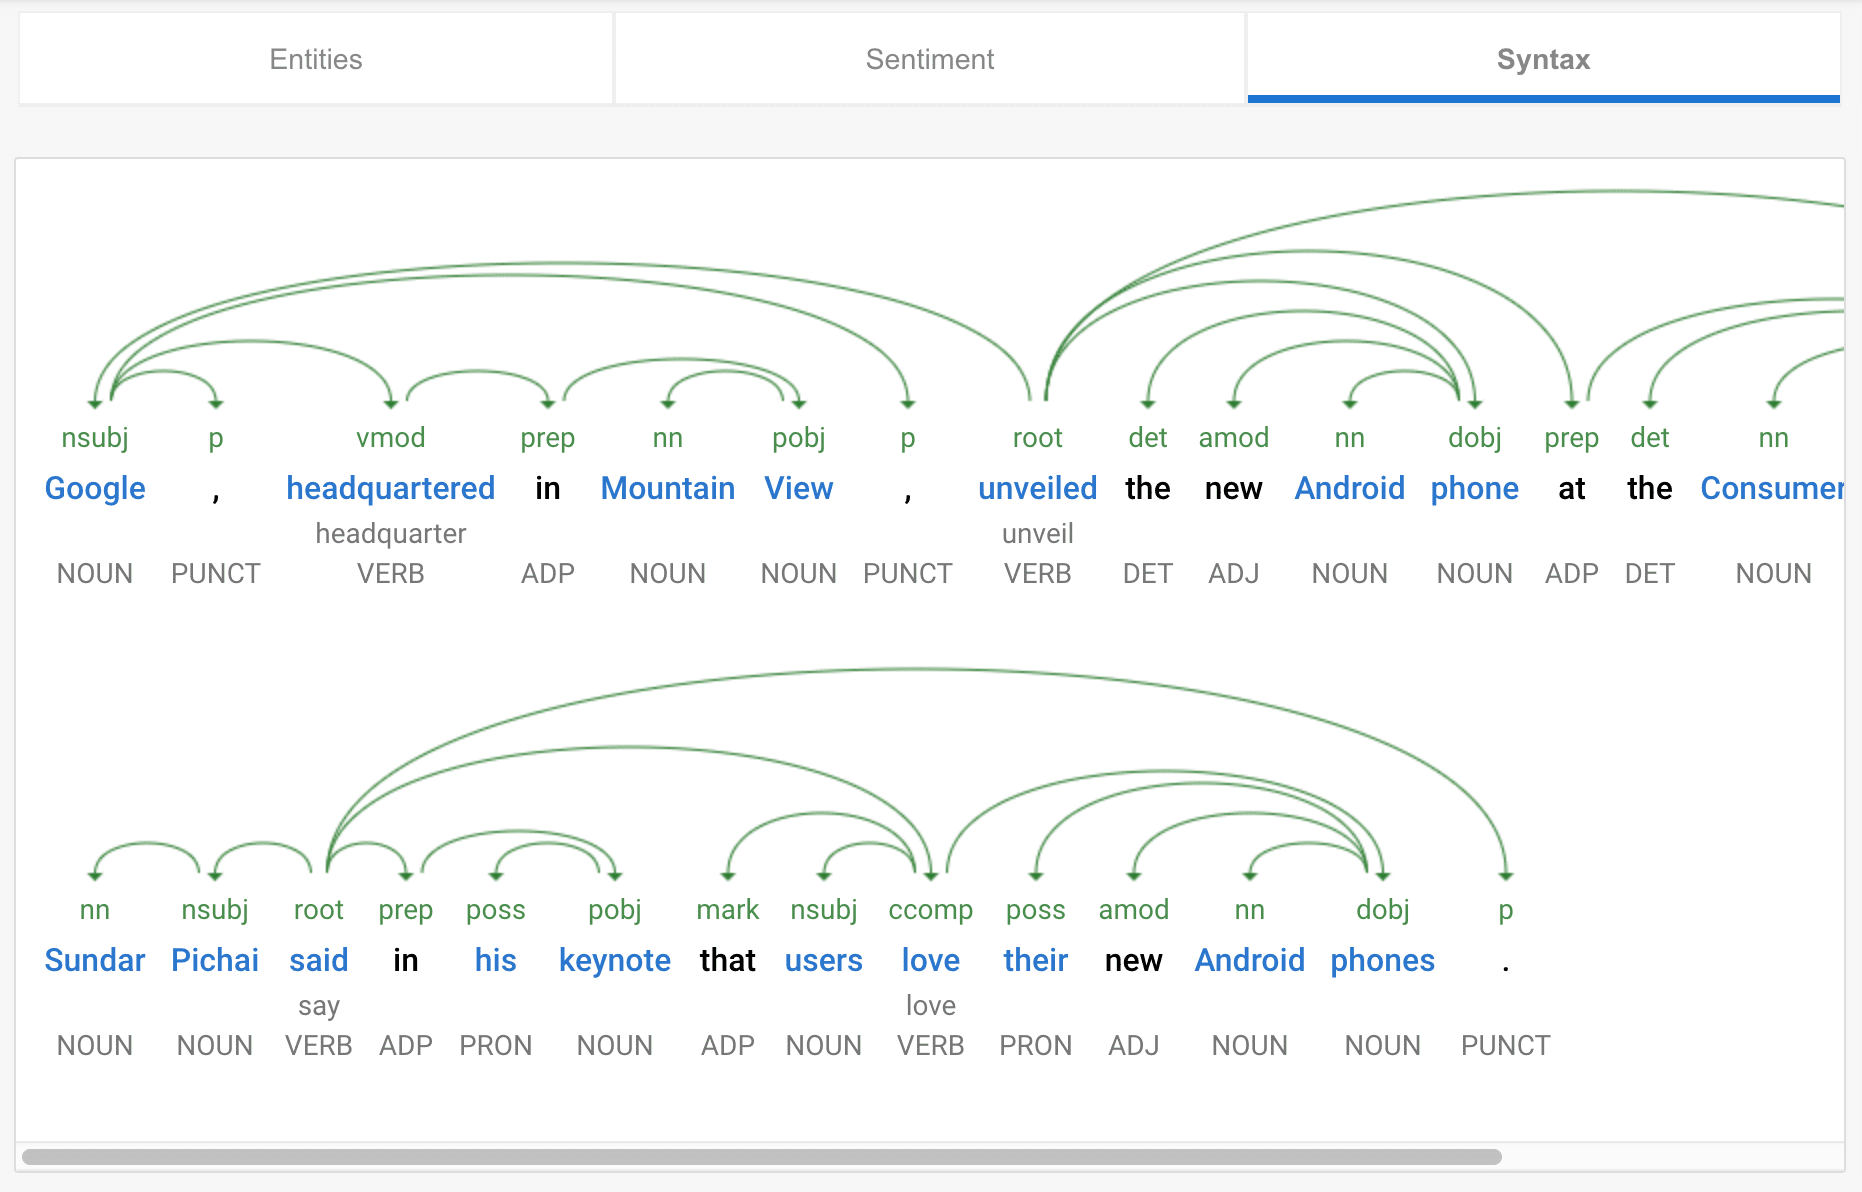 Entities Sentiment Syntax
nsubj p vmod prep nn pobj p root det amod nn dobj prep det nn
Google , headquartered in Mountain View , unveiled the new Android phone at the Consumer
headquarter unveil
NOUN PUNCT VERB ADP NOUN NOUN PUNCT VERB DET ADJ NOUN NOUN ADP DET NOUN
nn nsubj root prep poss pobj mark nsubj ccomp poss amod nn dobj p
Sundar Pichai said in his keynote that users love their new Android phones .
say love
NOUN NOUN VERB ADP PRON NOUN ADP NOUN VERB PRON ADJ NOUN NOUN PUNCT